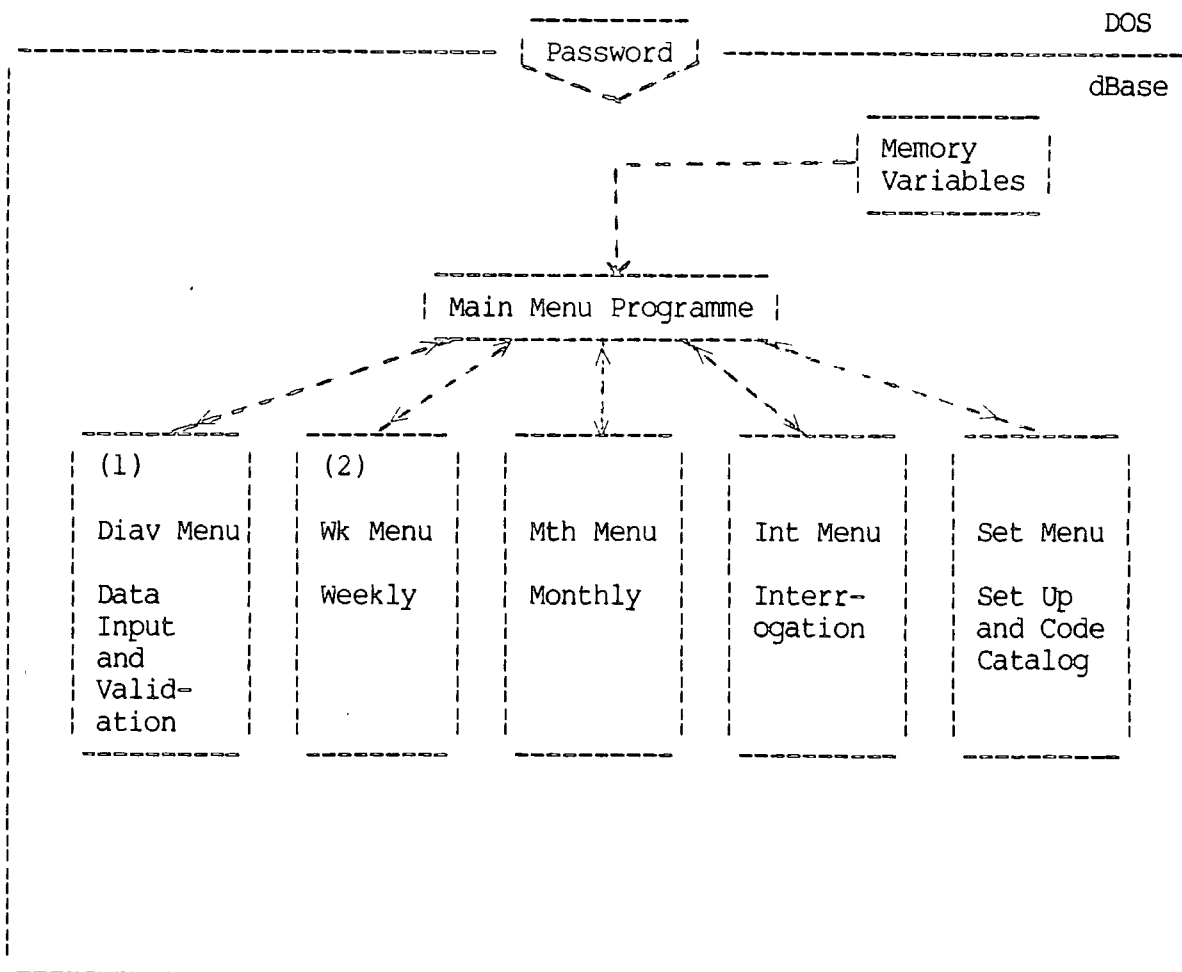 DOS
Password
dBase
Memory
Variables
Main Menu Programme
(1)
Diav Menu
Data
Input
and
Valid-
ation
(2)
Wk Menu
Weekly
Mth Menu
Monthly
Int Menu
Interr-
ogation
Set Menu
Set Up
and Code
Catalog